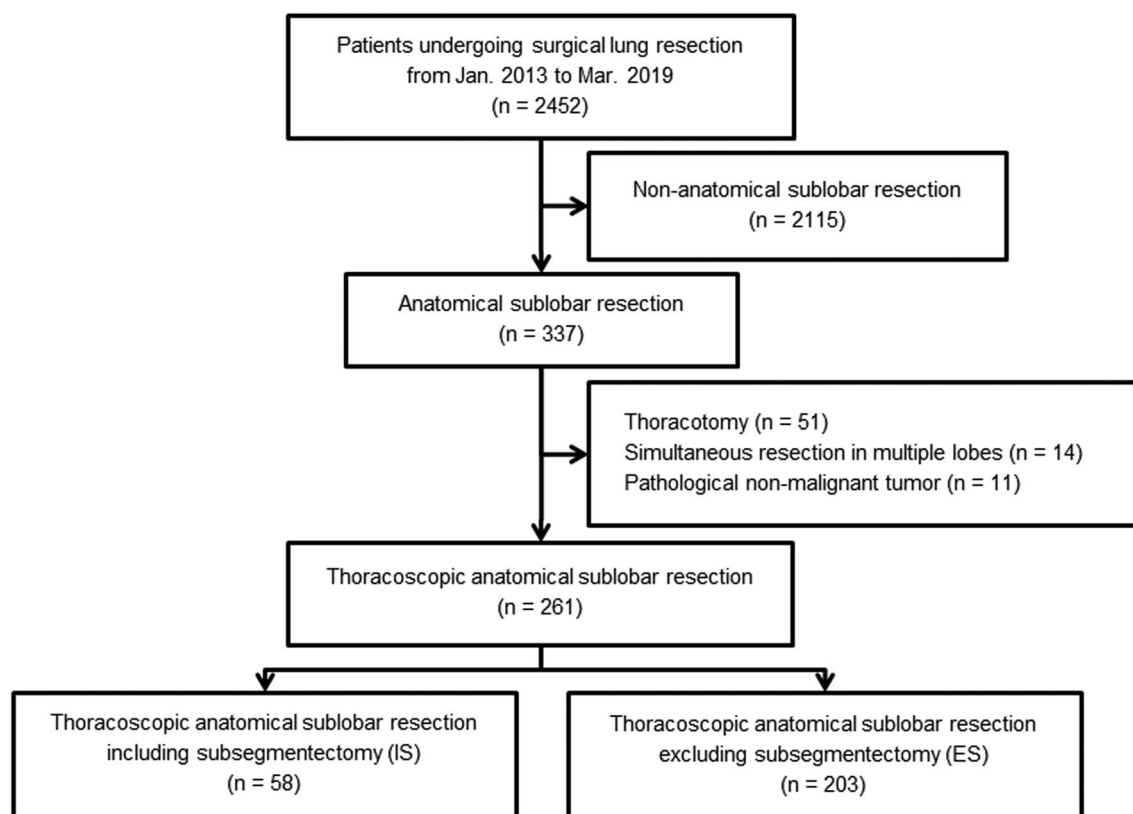 Patients undergoing surgical lung resection
from Jan. 2013 to Mar. 2019
(n = 2452)
Non-anatomical sublobar resection
(n = 2115)
Anatomical sublobar resection
(n = 337)
Thoracotomy (n = 51)
Simultaneous resection in multiple lobes (n = 14)
Pathological non-malignant tumor (n = 11)
Thoracoscopic anatomical sublobar resection
(n = 261)
Thoracoscopic anatomical sublobar resection
including subsegmentectomy (IS)
(n = 58)
Thoracoscopic anatomical sublobar resection
excluding subsegmentectomy (ES)
(n = 203)